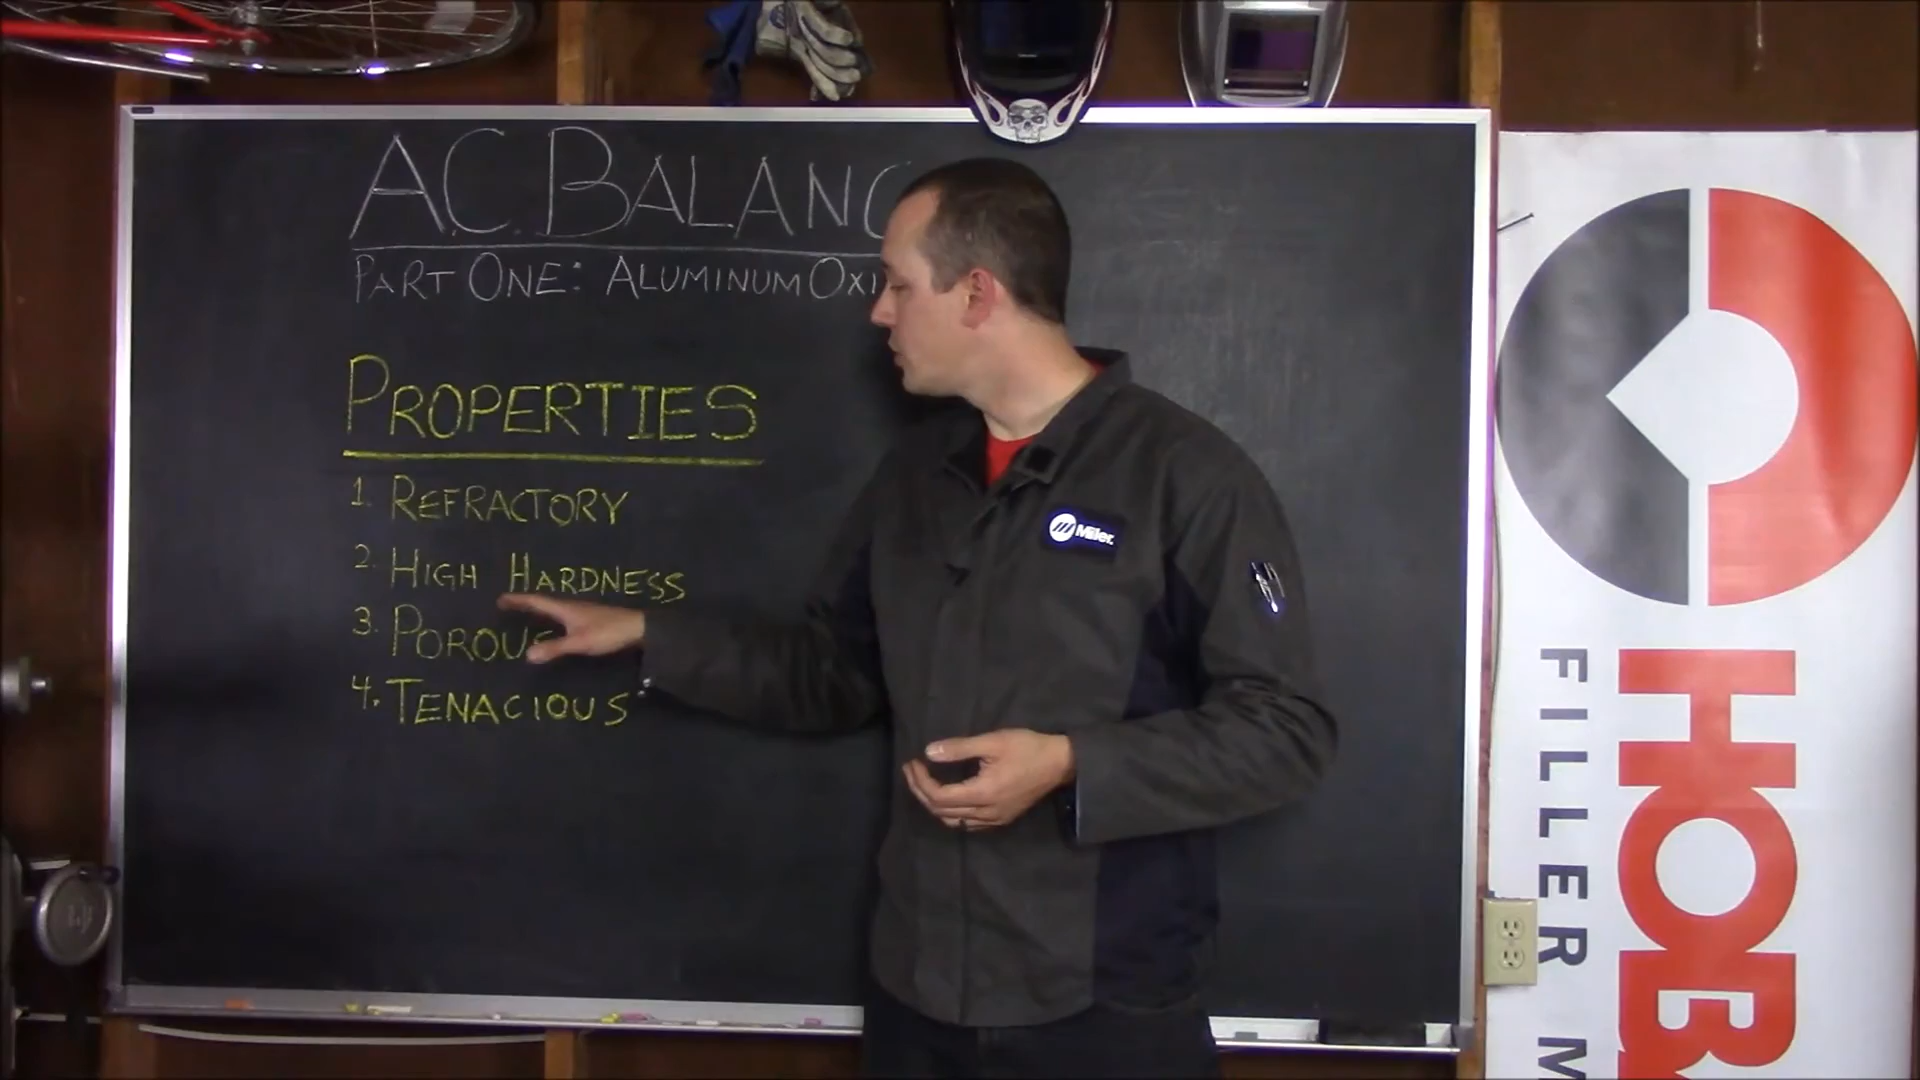 A.C. BALANC
PART ONE: ALUMINUM OXI
PROPERTIES
1. REFRACTORY
2. HIGH HARDNESS
3. POROUS
4. TENACIOUS
Miller.
HOB
FILLER M